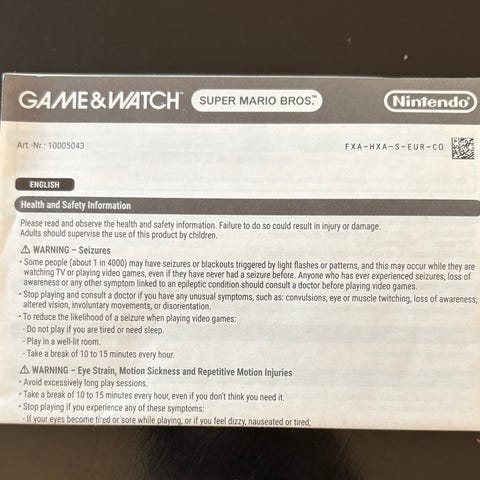 GAME & WATCH SUPER MARIO BROS.™ Nintendo®
Art.-Nr.: 10005043 FXA-HXA-S-EUR-C0
ENGLISH
Health and Safety Information
Please read and observe the health and safety information. Failure to do so could result in injury or damage.
Adults should supervise the use of this product by children.
⚠ WARNING – Seizures
• Some people (about 1 in 4000) may have seizures or blackouts triggered by light flashes or patterns, and this may occur while they are
watching TV or playing video games, even if they have never had a seizure before. Anyone who has ever experienced seizures, loss of
awareness or any other symptom linked to an epileptic condition should consult a doctor before playing video games.
• Stop playing and consult a doctor if you have any unusual symptoms, such as: convulsions, eye or muscle twitching, loss of awareness,
altered vision, involuntary movements, or disorientation.
• To reduce the likelihood of a seizure when playing video games:
- Do not play if you are tired or need sleep.
- Play in a well-lit room.
- Take a break of 10 to 15 minutes every hour.
⚠ WARNING – Eye Strain, Motion Sickness and Repetitive Motion Injuries
• Avoid excessively long play sessions.
• Take a break of 10 to 15 minutes every hour, even if you don't think you need it.
• Stop playing if you experience any of these symptoms:
- If your eyes become tired or sore while playing, or if you feel dizzy, nauseated or tired;